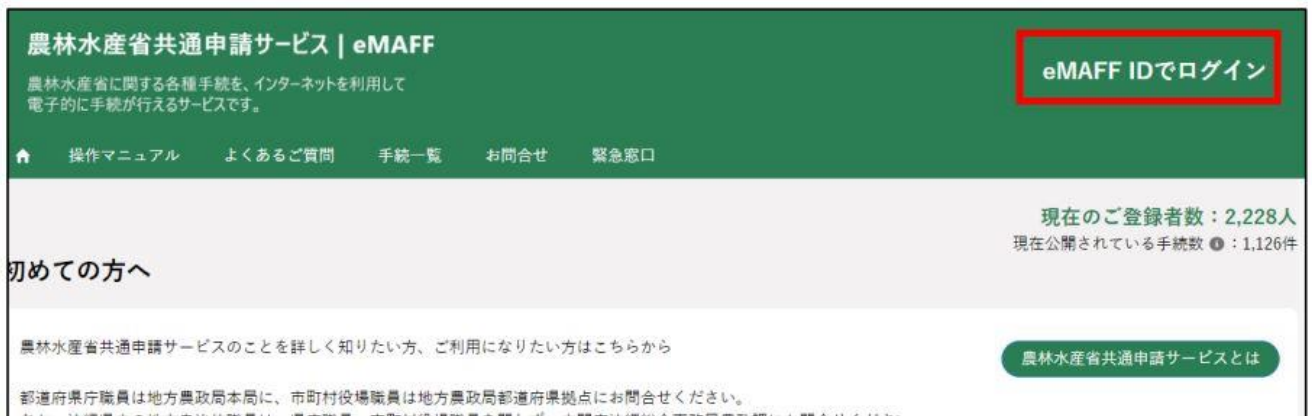 農林水産省共通申請サービス | eMAFF
農林水産省に関する各種手続を、インターネットを利用して
電子的に手続が行えるサービスです。
eMAFF IDでログイン
操作マニュアル よくあるご質問 手続一覧 お問合せ 緊急窓口
現在のご登録者数：2,228人
現在公開されている手続数 ：1,126件
初めての方へ
農林水産省共通申請サービスのことを詳しく知りたい方、ご利用になりたい方はこちらから
農林水産省共通申請サービスとは
都道府県庁職員は地方農政局本局に、市町村役場職員は地方農政局都道府県拠点にお問合せください。